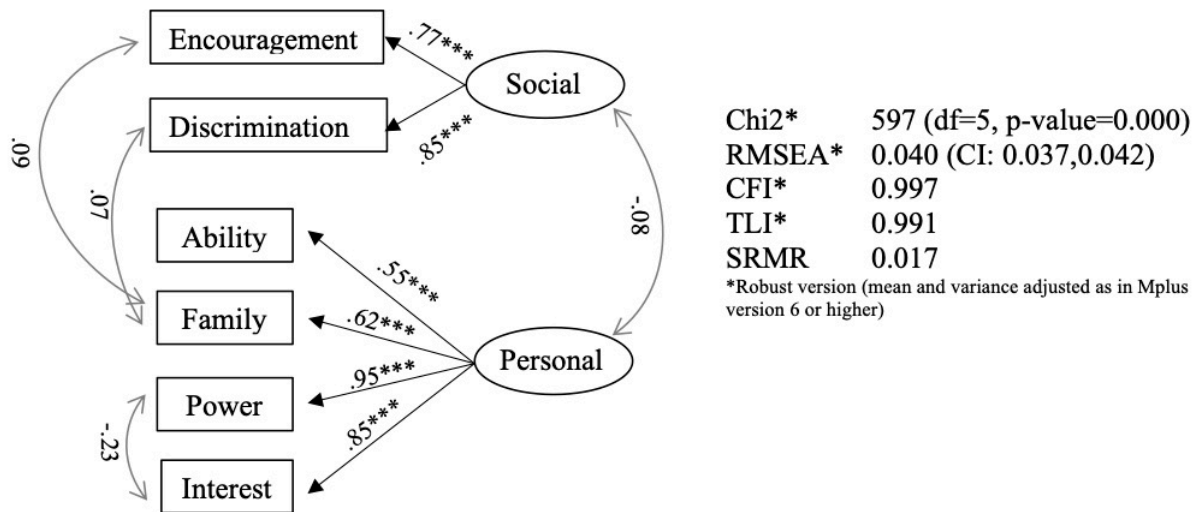 Encouragement
.77***
Social
Discrimination
.85***
.09
.07
-.08
Ability
.55***
Family
.62***
Personal
.95***
Power
.85***
-.23
Interest
Chi2* 597 (df=5, p-value=0.000)
RMSEA* 0.040 (CI: 0.037,0.042)
CFI* 0.997
TLI* 0.991
SRMR 0.017
*Robust version (mean and variance adjusted as in Mplus
version 6 or higher)